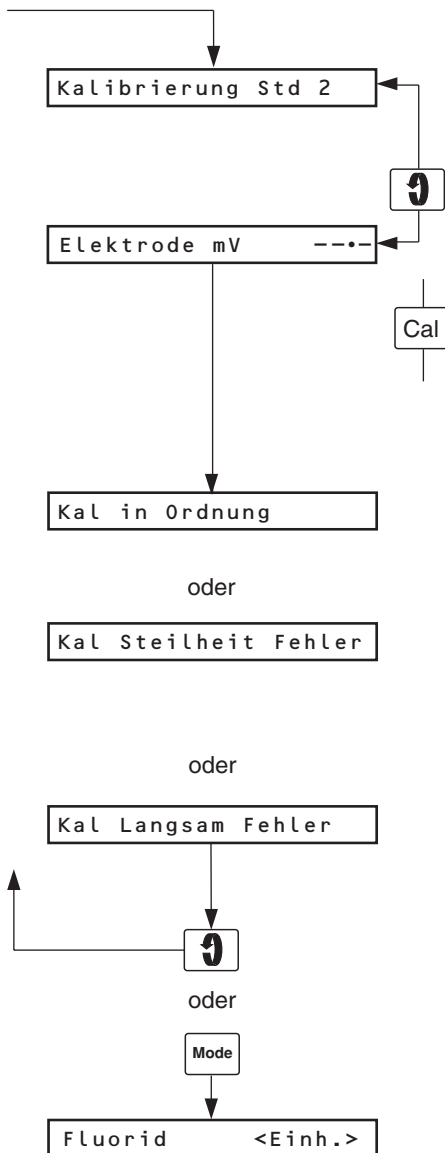 Kalibrierung Std 2
Elektrode mV --.-
Cal
Kal in Ordnung
oder
Kal Steilheit Fehler
oder
Kal Langsam Fehler
oder
Mode
Fluorid <Einh.>